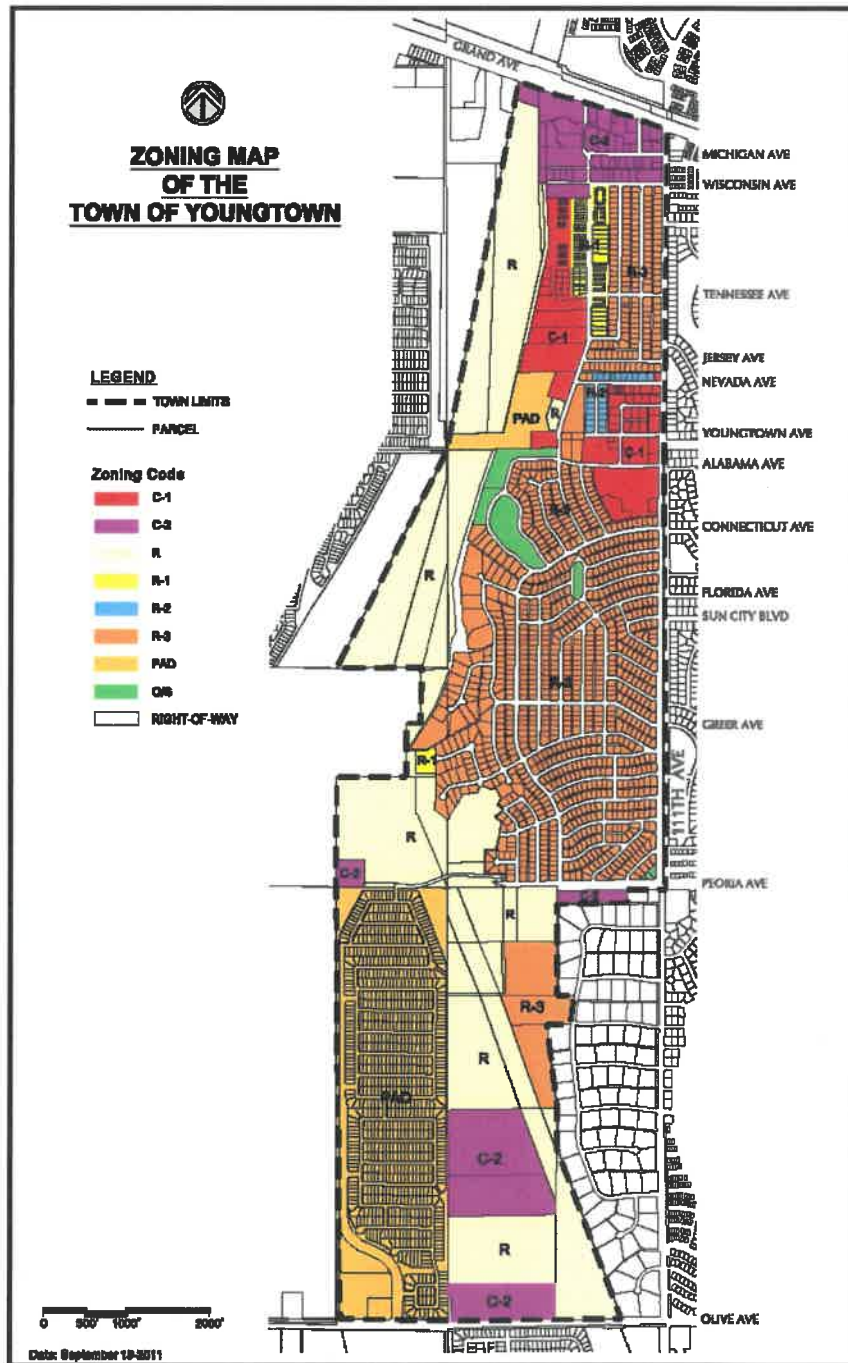 GRAND AVE
ZONING MAP
OF THE
TOWN OF YOUNGTOWN
C-2
MICHIGAN AVE
WISCONSIN AVE
R-1
R-3
R
TENNESSEE AVE
C-1
JERSEY AVE
NEVADA AVE
LEGEND
TOWN LIMITS
PARCEL
R-2
PAD
R
YOUNGTOWN AVE
C-1
ALABAMA AVE
Zoning Code
C-1
C-2
R
R-1
R-2
R-3
PAD
O/S
RIGHT-OF-WAY
R-3
CONNECTICUT AVE
R
FLORIDA AVE
SUN CITY BLVD
R-3
GREER AVE
R-1
111TH AVE
R
C-2
PEORIA AVE
C-2
R
R-3
R
PAD
C-2
R
C-2
OLIVE AVE
0 500' 1000' 2000'